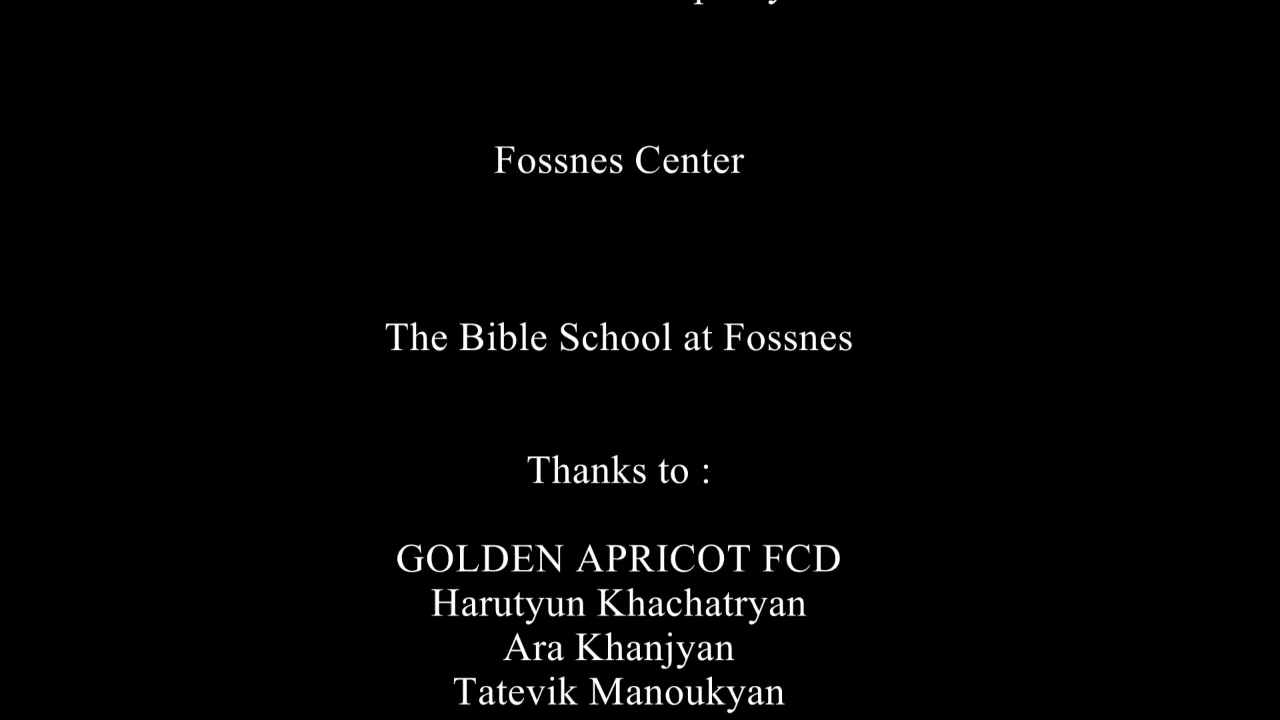 Fossnes Center
The Bible School at Fossnes
Thanks to :
GOLDEN APRICOT FCD
Harutyun Khachatryan
Ara Khanjyan
Tatevik Manoukyan